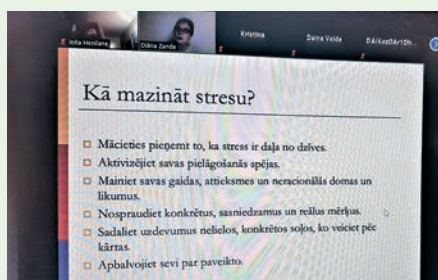 Inita Henilane
Diāna Zande
Kristīne
Daina Velde
Kā mazināt stresu?
Mācieties pieņemt to, ka stress ir daļa no dzīves.
Aktivizējiet savas pielāgošanās spējas.
Mainiet savas gaidas, attieksmes un neracionālās domas un
likumus.
Nospraudiet konkrētus, sasniedzamus un reālus mērķus.
Sadaliet uzdevumus nelielos, konkrētos soļos, ko veiciet pēc
kārtas.
Apbalvojiet sevi par paveikto.